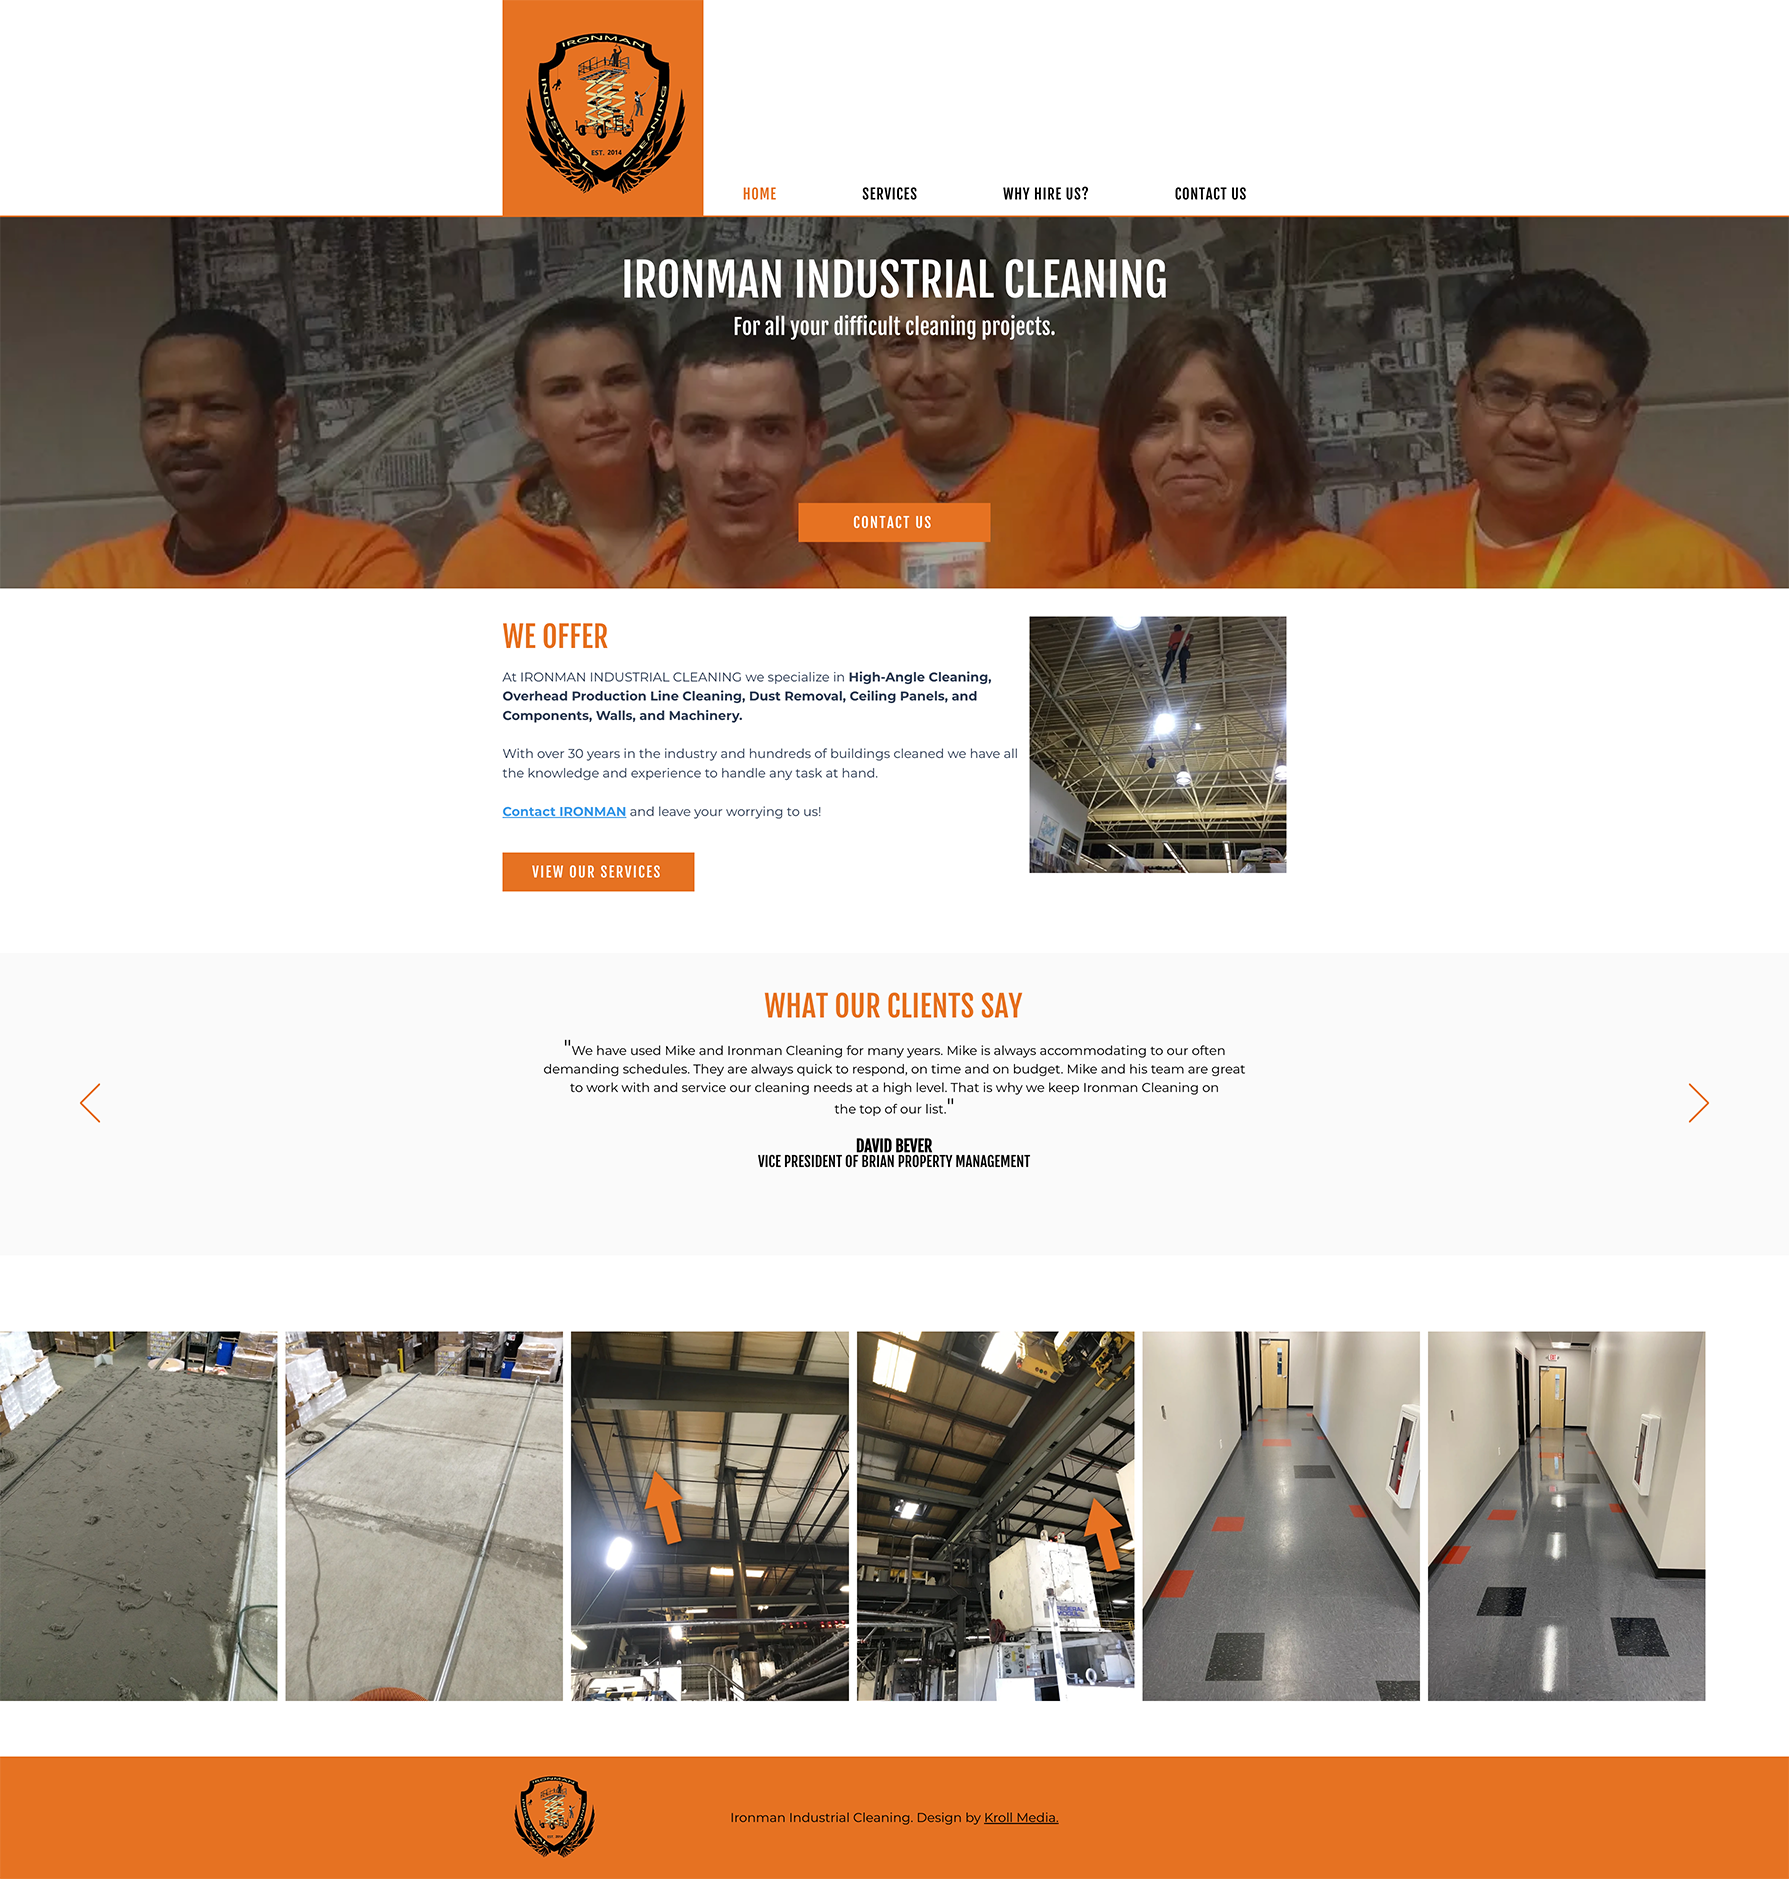 IRONMAN
INDUSTRIAL CLEANING
EST. 2014
HOME SERVICES WHY HIRE US? CONTACT US
IRONMAN INDUSTRIAL CLEANING
For all your difficult cleaning projects.
CONTACT US
WE OFFER
At IRONMAN INDUSTRIAL CLEANING we specialize in High-Angle Cleaning,
Overhead Production Line Cleaning, Dust Removal, Ceiling Panels, and
Components, Walls, and Machinery.
With over 30 years in the industry and hundreds of buildings cleaned we have all
the knowledge and experience to handle any task at hand.
Contact IRONMAN and leave your worrying to us!
VIEW OUR SERVICES
WHAT OUR CLIENTS SAY
"We have used Mike and Ironman Cleaning for many years. Mike is always accommodating to our often
demanding schedules. They are always quick to respond, on time and on budget. Mike and his team are great
to work with and service our cleaning needs at a high level. That is why we keep Ironman Cleaning on
the top of our list."
DAVID BEVER
VICE PRESIDENT OF BRIAN PROPERTY MANAGEMENT
FEDERAL
MOGUL
EXIT
IRONMAN
INDUSTRIAL CLEANING
EST. 2014
Ironman Industrial Cleaning. Design by Kroll Media.